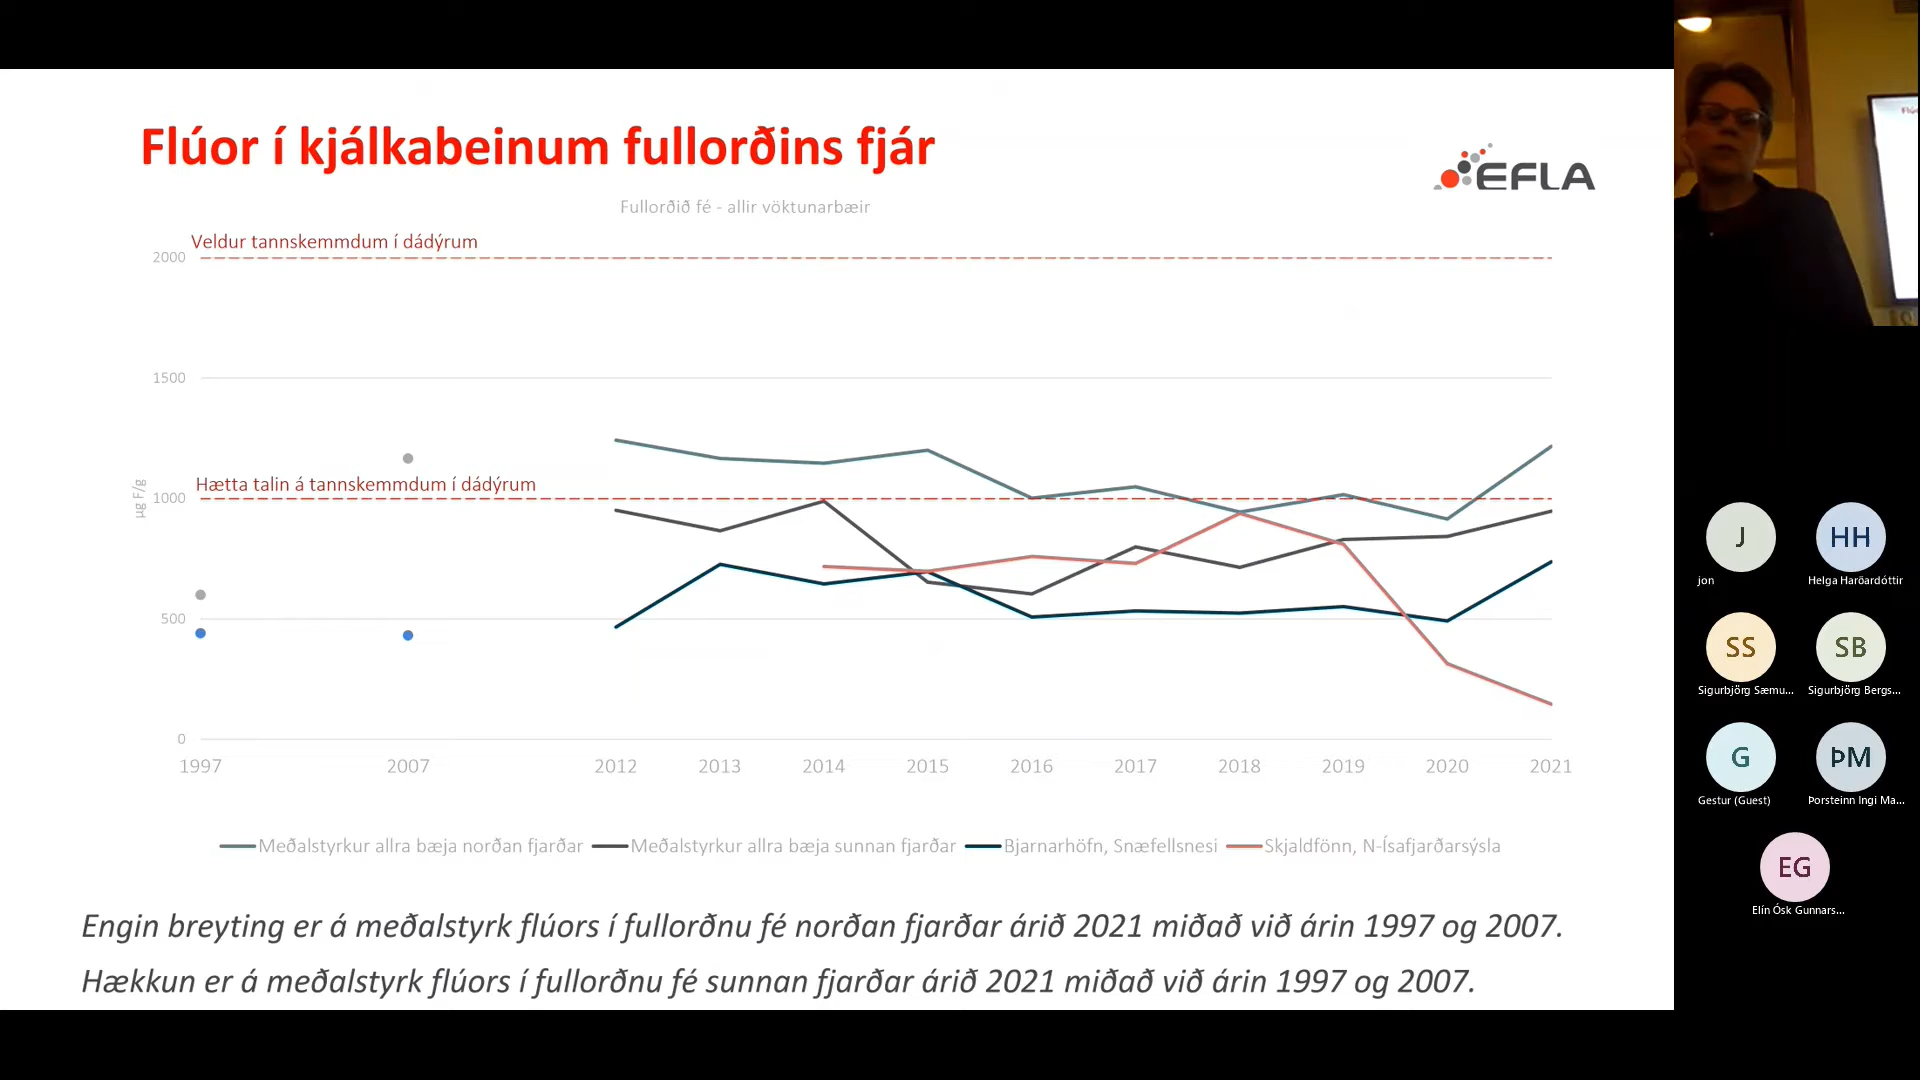 Flúor í kjálkabeinum fullorðins fjár
EFLA
Fullorðið fé - allir vöktunarbæir
Veldur tannskemmdum í dádýrum
2000
1500
Hætta talin á tannskemmdum í dádýrum
1000
µg F/g
500
0
1997 2007 2012 2013 2014 2015 2016 2017 2018 2019 2020 2021
Meðalstyrkur allra bæja norðan fjarðar Meðalstyrkur allra bæja sunnan fjarðar Bjarnarhöfn, Snæfellsnesi Skjaldfönn, N-Ísafjarðarsýsla
Engin breyting er á meðalstyrk flúors í fullorðnu fé norðan fjarðar árið 2021 miðað við árin 1997 og 2007.
Hækkun er á meðalstyrk flúors í fullorðnu fé sunnan fjarðar árið 2021 miðað við árin 1997 og 2007.
J HH
jon Helga Harðardóttir
SS SB
Sigurbjörg Sæmu... Sigurbjörg Bergs...
G ÞM
Gestur (Guest) Þorsteinn Ingi Ma...
EG
Elín Ósk Gunnars...